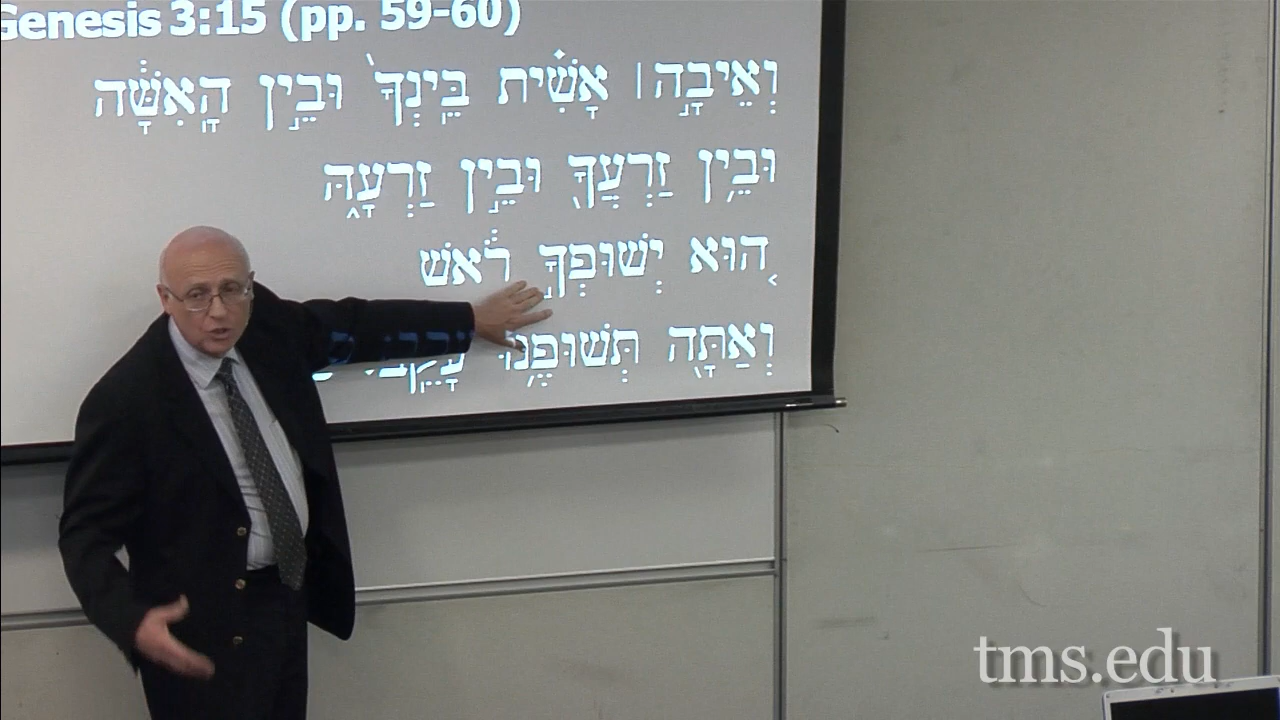 Genesis 3:15 (pp. 59-60)
וְאֵיבָ֣ה׀ אָשִׁ֗ית בֵּֽינְךָ֙ וּבֵ֣ין הָֽאִשָּׁ֔ה
וּבֵ֥ין זַרְעֲךָ֖ וּבֵ֣ין זַרְעָ֑הּ
ה֚וּא יְשׁוּפְךָ֣ רֹ֔אשׁ
וְאַתָּ֖ה תְּשׁוּפֶ֥נּוּ עָקֵֽב׃
tms.edu